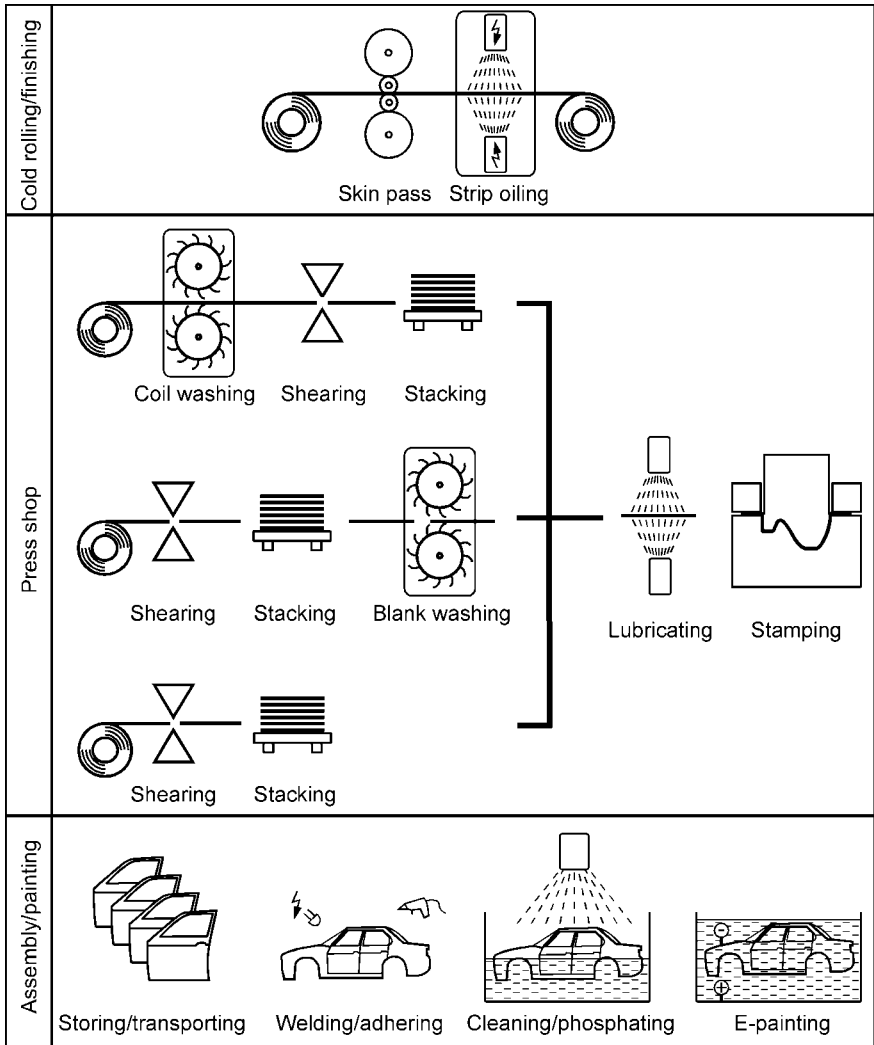 Cold rolling/finishing
Skin pass
Strip oiling
Press shop
Coil washing
Shearing
Stacking
Shearing
Stacking
Blank washing
Lubricating
Stamping
Shearing
Stacking
Assembly/painting
Storing/transporting
Welding/adhering
Cleaning/phosphating
E-painting